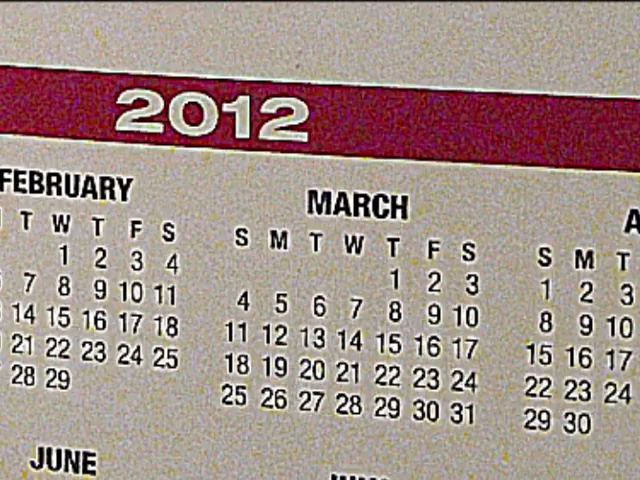 2012
FEBRUARY
T W T F S
1 2 3 4
7 8 9 10 11
14 15 16 17 18
21 22 23 24 25
28 29
MARCH
S M T W T F S
1 2 3
4 5 6 7 8 9 10
11 12 13 14 15 16 17
18 19 20 21 22 23 24
25 26 27 28 29 30 31
A
S M T
1 2 3
8 9 10
15 16 17
22 23 24
29 30
JUNE